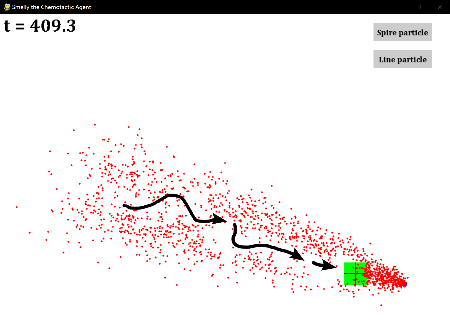 Smelly the Chemotactic Agent
t = 409.3
Spire particle
Line particle